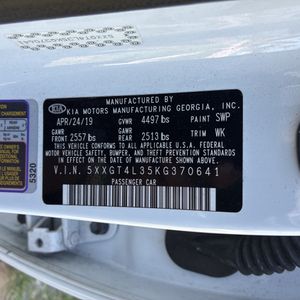 KIA
MANUFACTURED BY
KIA MOTORS MANUFACTURING GEORGIA, INC.
APR/24/19 GVWR 4497 lbs PAINT SWP
GAWR FRONT 2557 lbs GAWR REAR 2513 lbs TRIM WK
THIS VEHICLE CONFORMS TO ALL APPLICABLE FEDERAL
MOTOR VEHICLE SAFETY, BUMPER, AND
THEFT PREVENTION STANDARDS IN EFFECT ON
THE DATE OF MANUFACTURE SHOWN ABOVE.
V.I.N. 5XXGT4L35KG370641
PASSENGER CAR
5320
CHARGEMENT